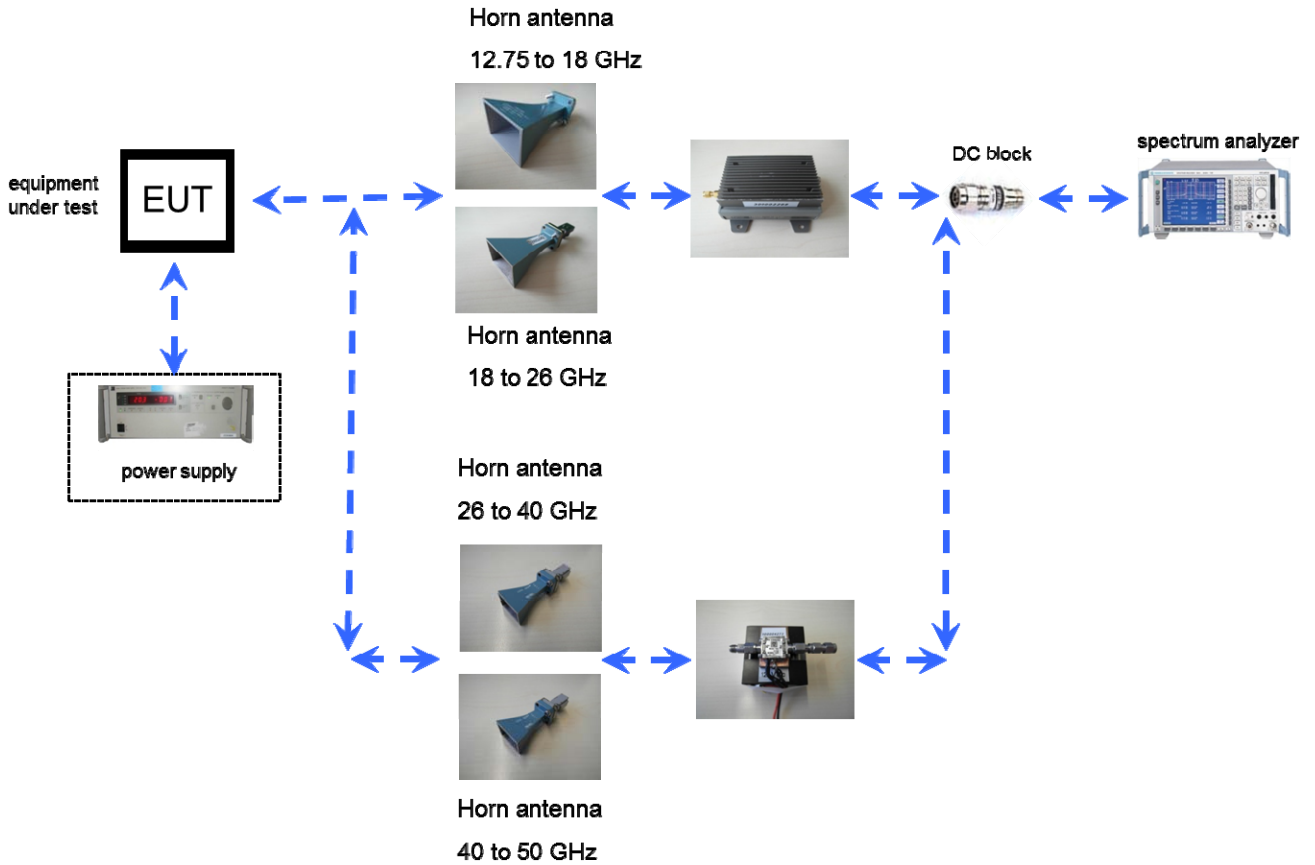 Horn antenna
12.75 to 18 GHz
equipment
under test
EUT
DC block
spectrum analyzer
Horn antenna
18 to 26 GHz
power supply
Horn antenna
26 to 40 GHz
Horn antenna
40 to 50 GHz